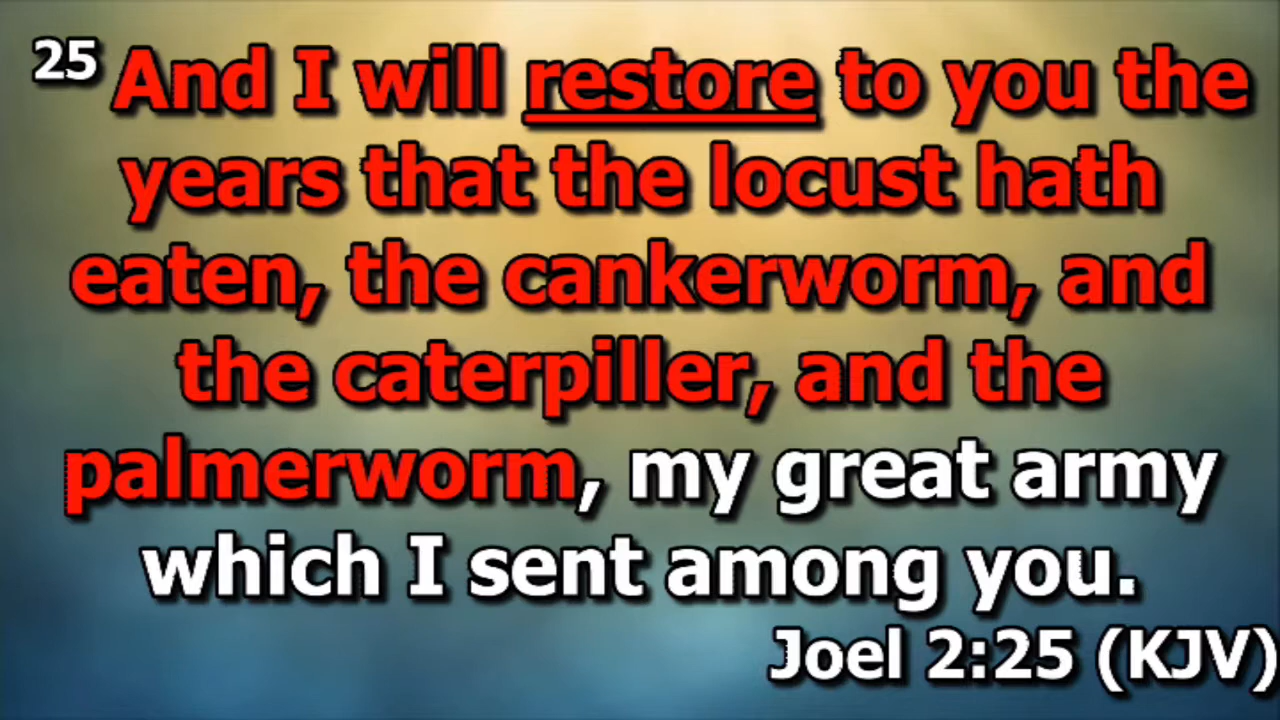 25 And I will restore to you the
years that the locust hath
eaten, the cankerworm, and
the caterpiller, and the
palmerworm, my great army
which I sent among you.
Joel 2:25 (KJV)